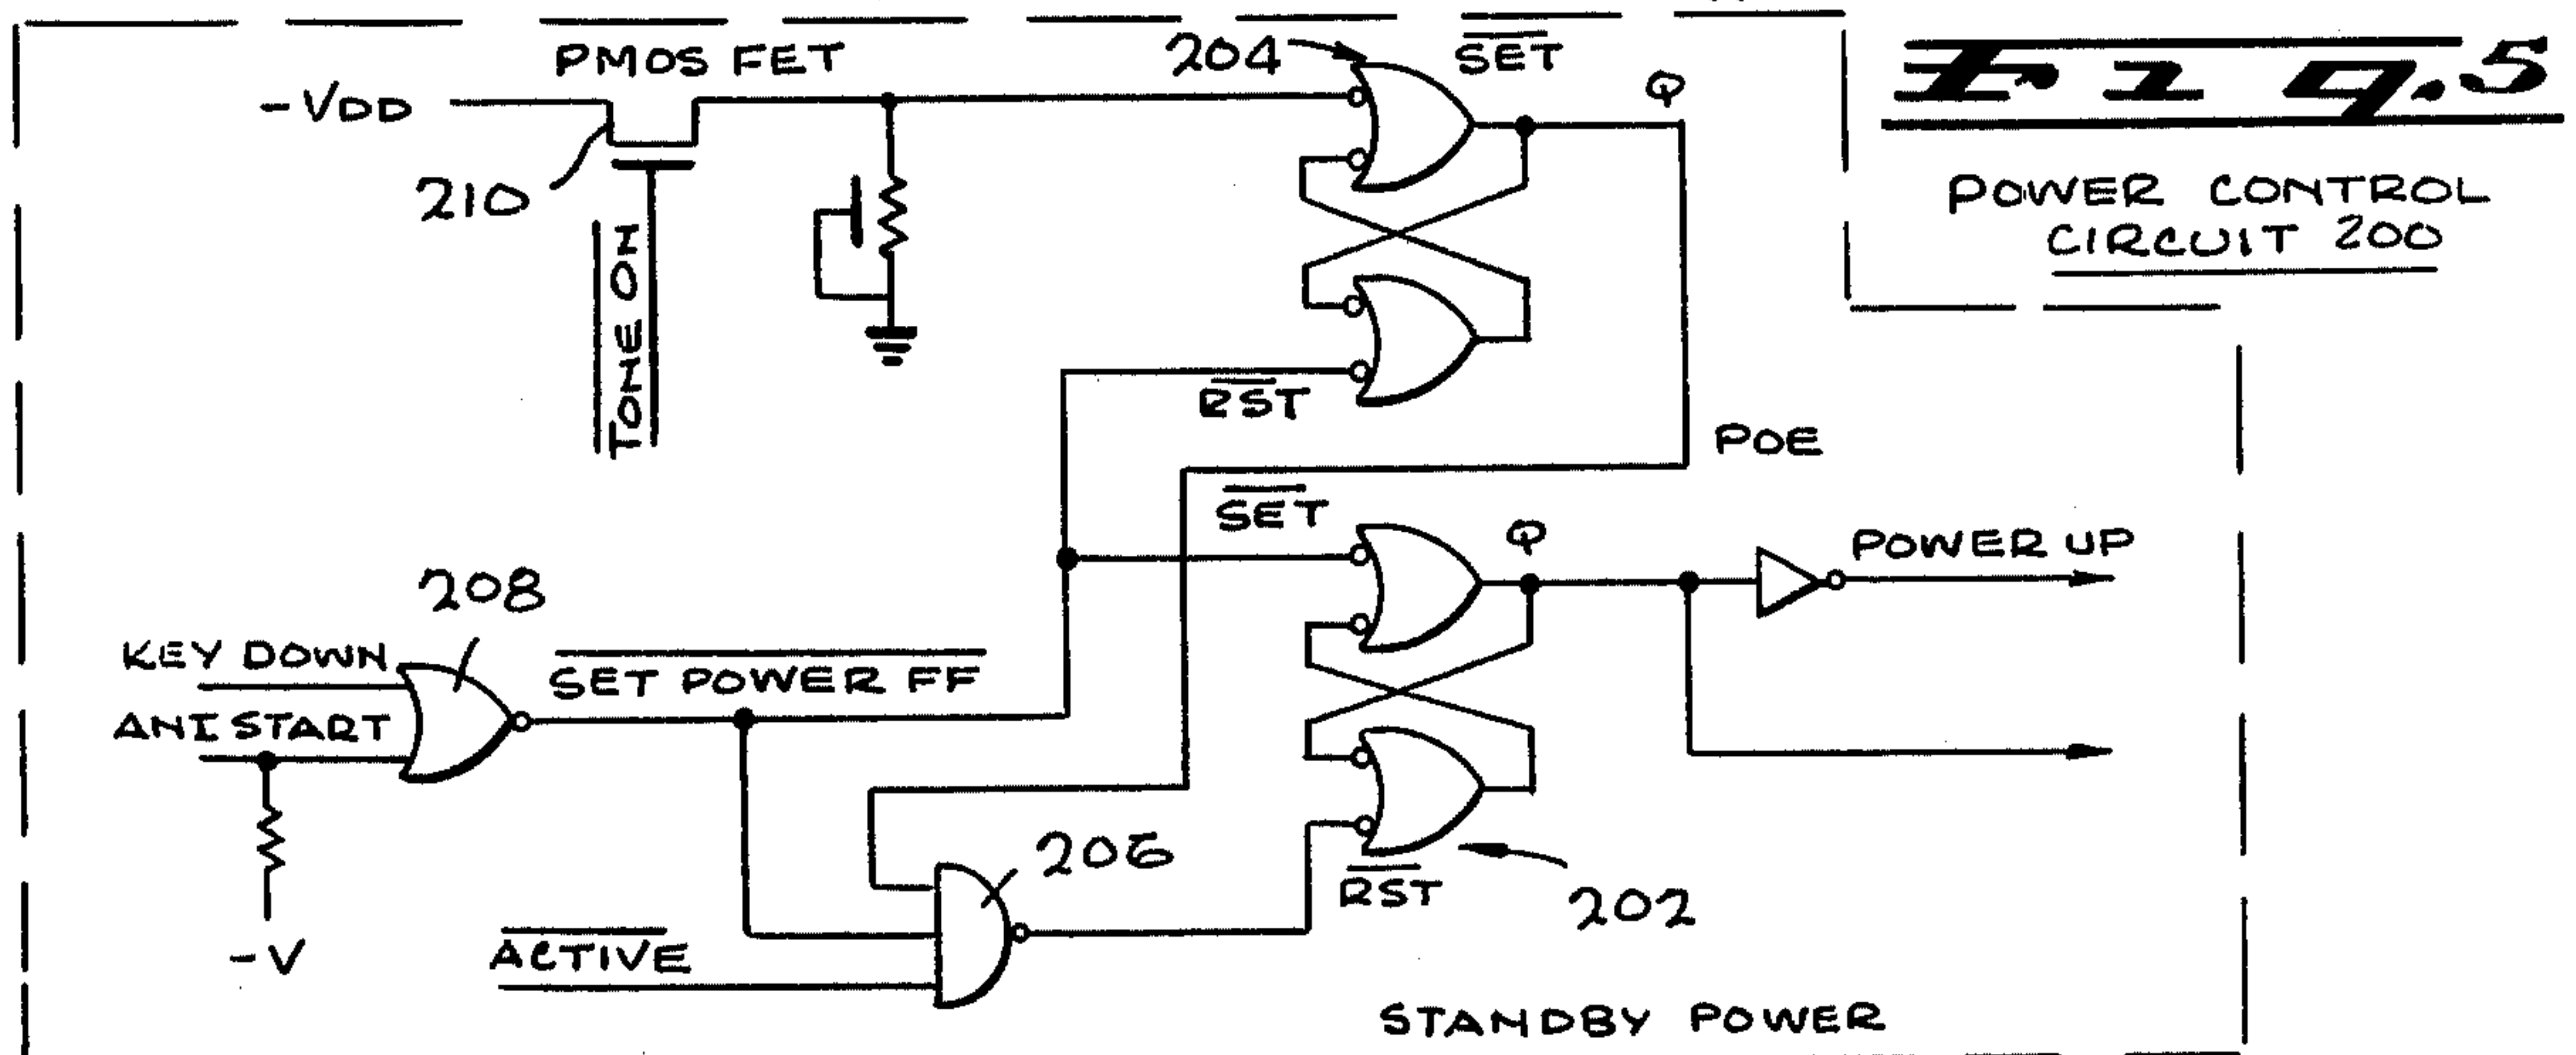 Fig.5
POWER CONTROL
CIRCUIT 200
PMOS FET
204
SET
Q
-VDD
210
TONE ON
RST
POE
SET
Q
POWER UP
208
KEY DOWN
SET POWER FF
ANI START
206
RST
202
-V
ACTIVE
STANDBY POWER